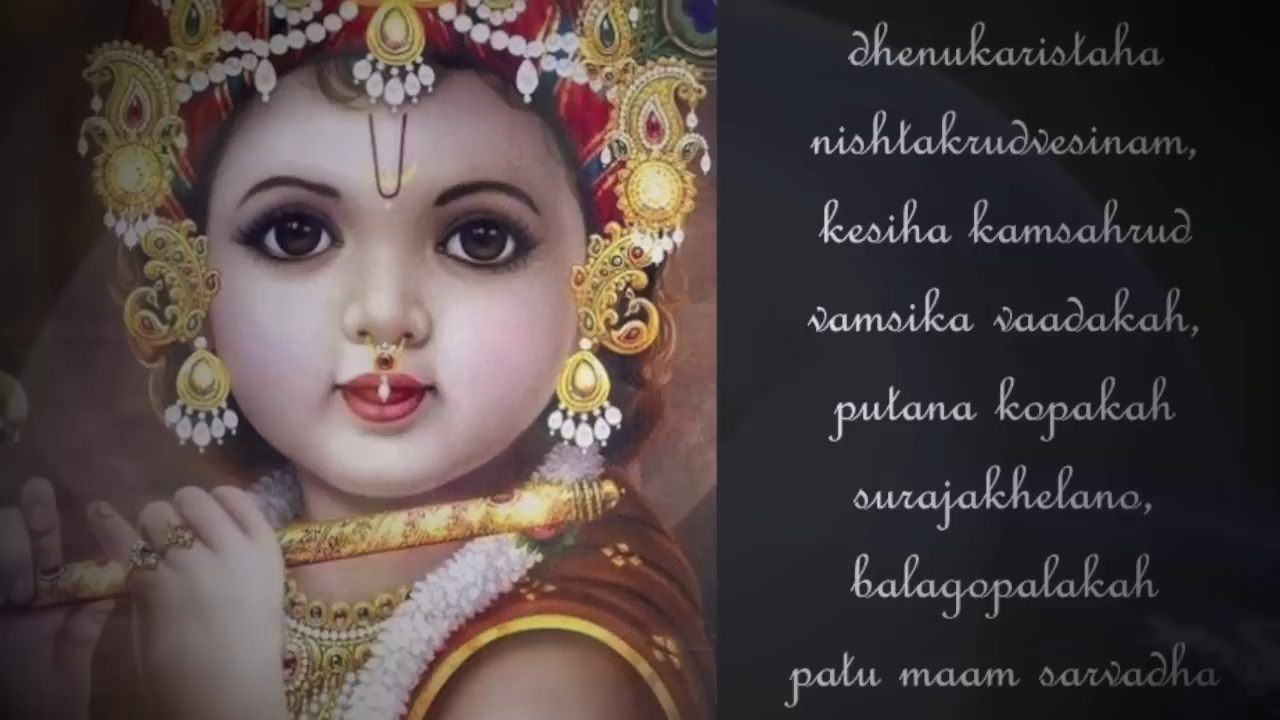 dhenukaristaha
nishtakrudvesinam,
kesiha kamsahrud
vamsika vaadakah,
putana kopakah
surajakhelano,
balagopalakah
patu maam sarvadha